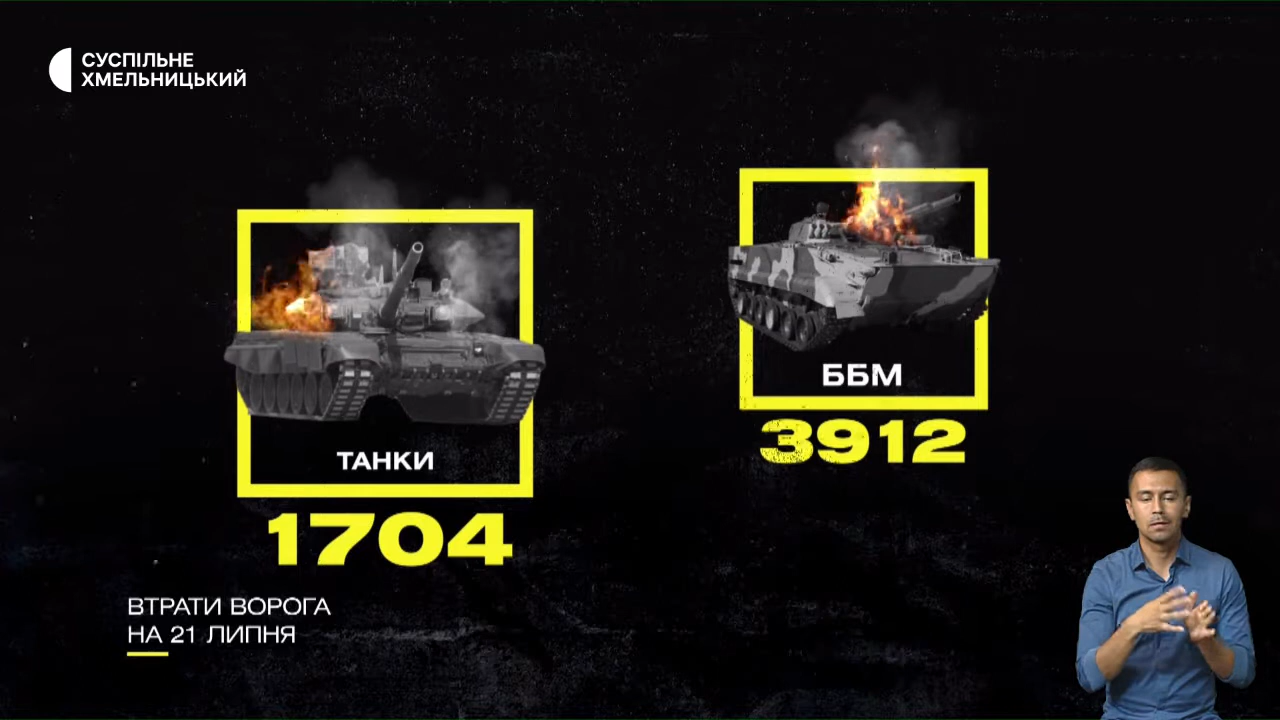 СУСПІЛЬНЕ
ХМЕЛЬНИЦЬКИЙ
ТАНКИ
1704
ББМ
3912
ВТРАТИ ВОРОГА
НА 21 ЛИПНЯ